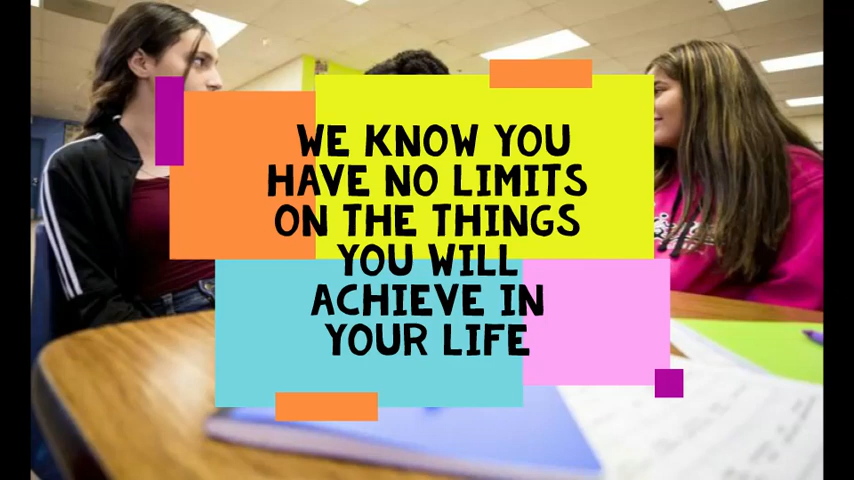 WE KNOW YOU
HAVE NO LIMITS
ON THE THINGS
YOU WILL
ACHIEVE IN
YOUR LIFE